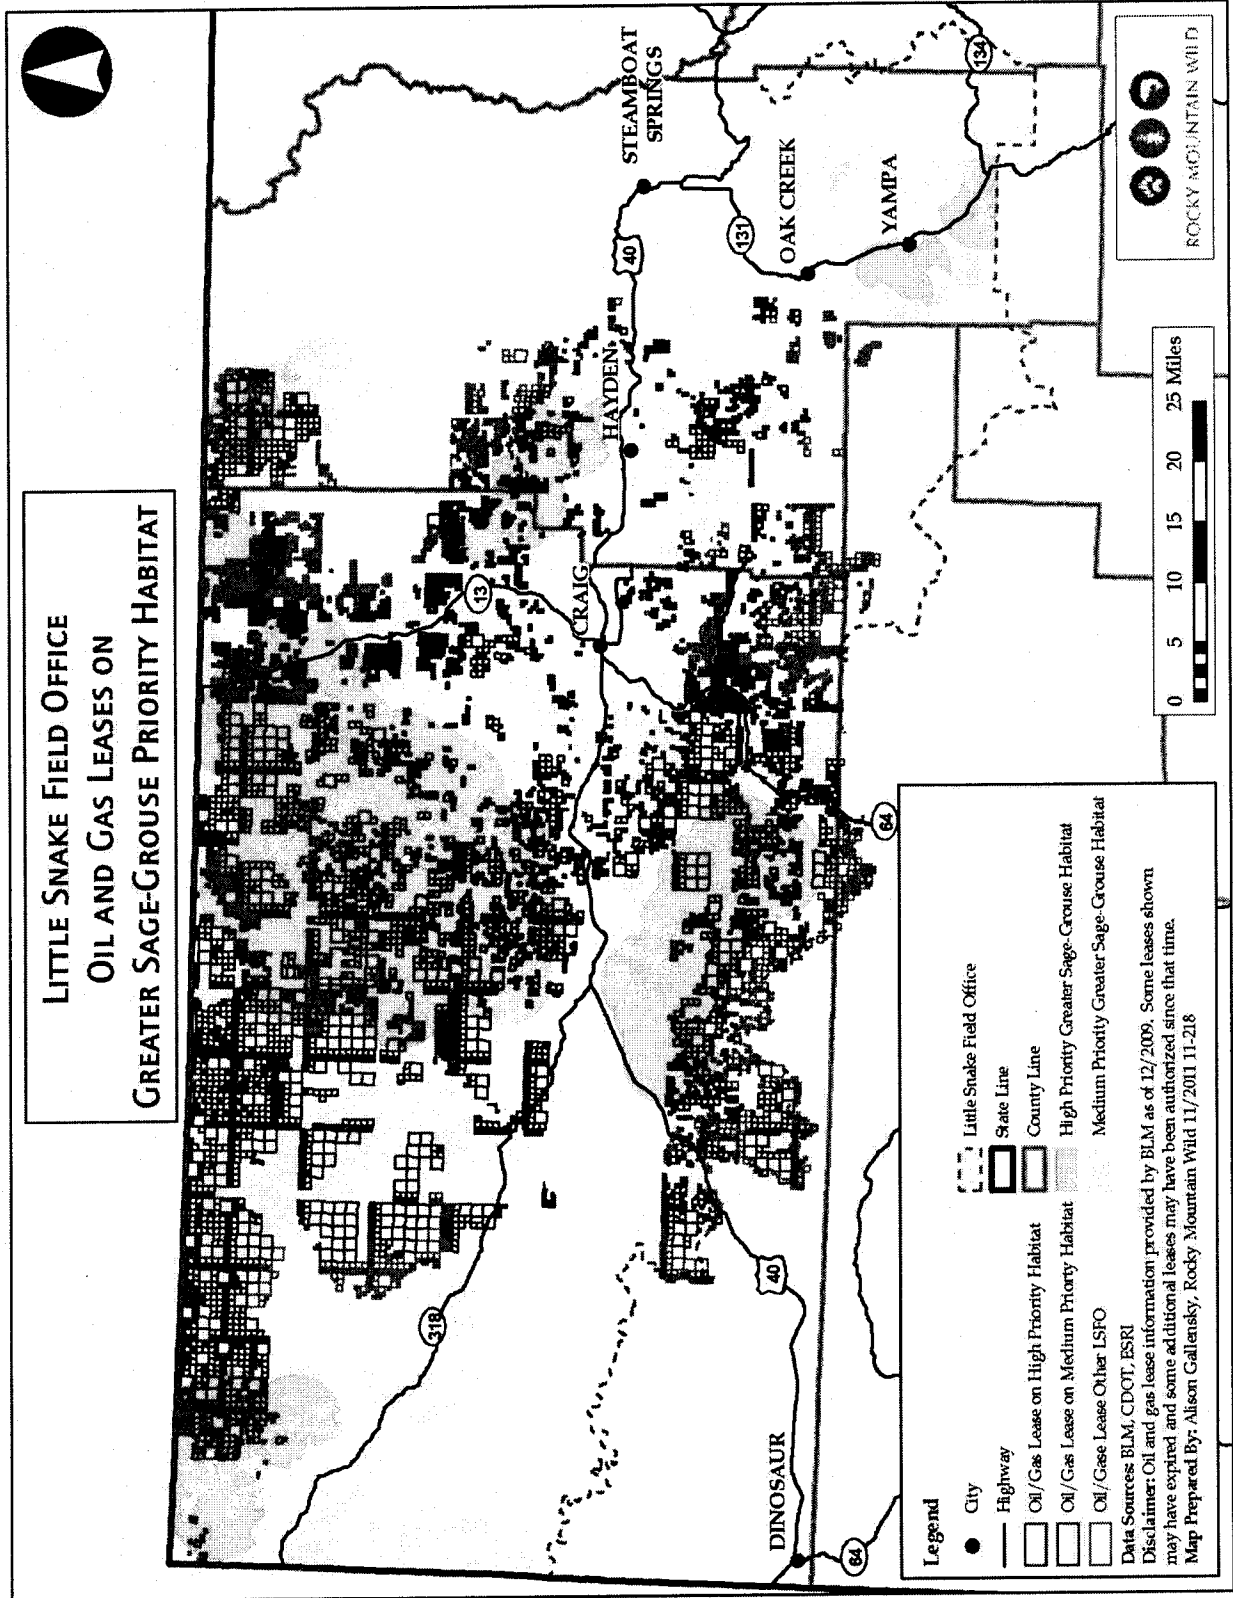 LITTLE SNAKE FIELD OFFICE
OIL AND GAS LEASES ON
GREATER SAGE-GROUSE PRIORITY HABITAT
STEAMBOAT
SPRINGS
OAK CREEK
YAMPA
HAYDEN
CRAIG
DINOSAUR
318
13
40
131
134
40
64
64
Legend
City
Highway
Oil/Gas Lease on High Priority Habitat
Oil/Gas Lease on Medium Priorty Habitat
Oil/Gase Lease Other LSFO
Little Snake Field Office
State Line
County Line
High Priority Greater Sage-Grouse Habitat
Medium Priority Greater Sage-Grouse Habitat
Data Sources: BLM, CDOT, ESRI
Disclaimer: Oil and gas lease information provided by BLM as of 12/2009. Some leases shown
may have expired and some additional leases may have been authorized since that time.
Map Prepared By: Alison Gallensky, Rocky Mountain Wild 11/2011 11-218
0 5 10 15 20 25 Miles
ROCKY MOUNTAIN WILD